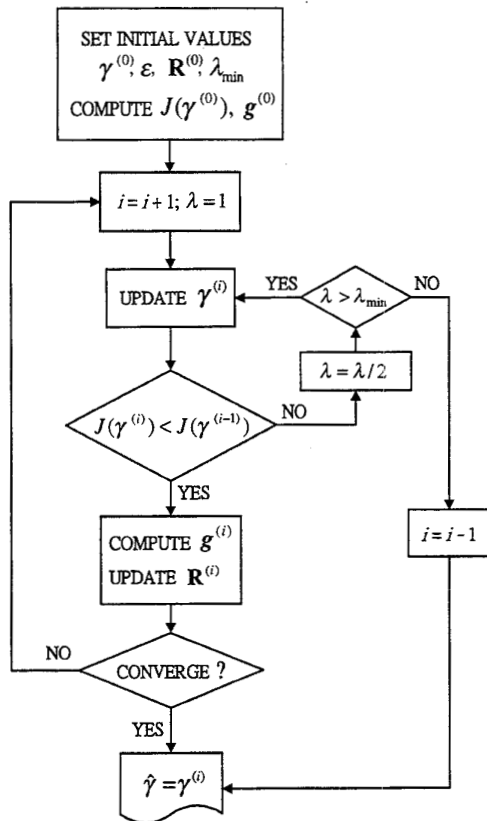 SET INITIAL VALUES
γ^(0), ε, R^(0), λ_min
COMPUTE J(γ^(0)), g^(0)
i = i+1; λ = 1
UPDATE γ^(i)
YES
λ > λ_min
NO
λ = λ/2
J(γ^(i)) < J(γ^(i-1))
NO
YES
COMPUTE g^(i)
UPDATE R^(i)
i = i-1
NO
CONVERGE ?
YES
γ̂ = γ^(i)